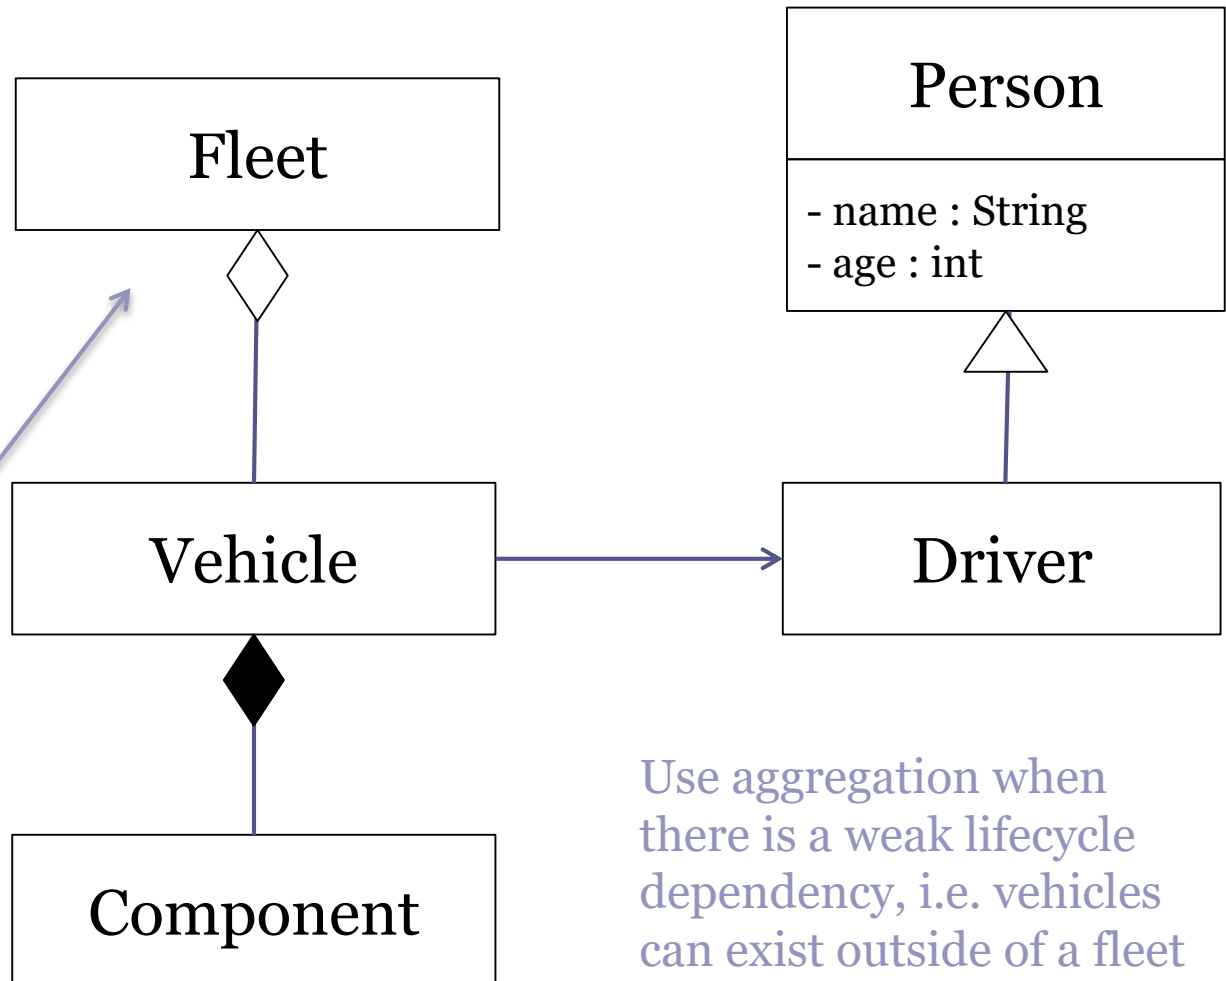 Fleet
Person
- name : String
- age : int
Vehicle
Driver
Component
Use aggregation when
there is a weak lifecycle
dependency, i.e. vehicles
can exist outside of a fleet